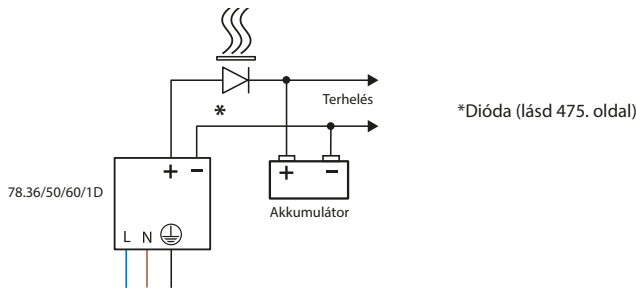 Terhelés
*
*Dióda (lásd 475. oldal)
+ −
+ −
78.36/50/60/1D
Akkumulátor
L N